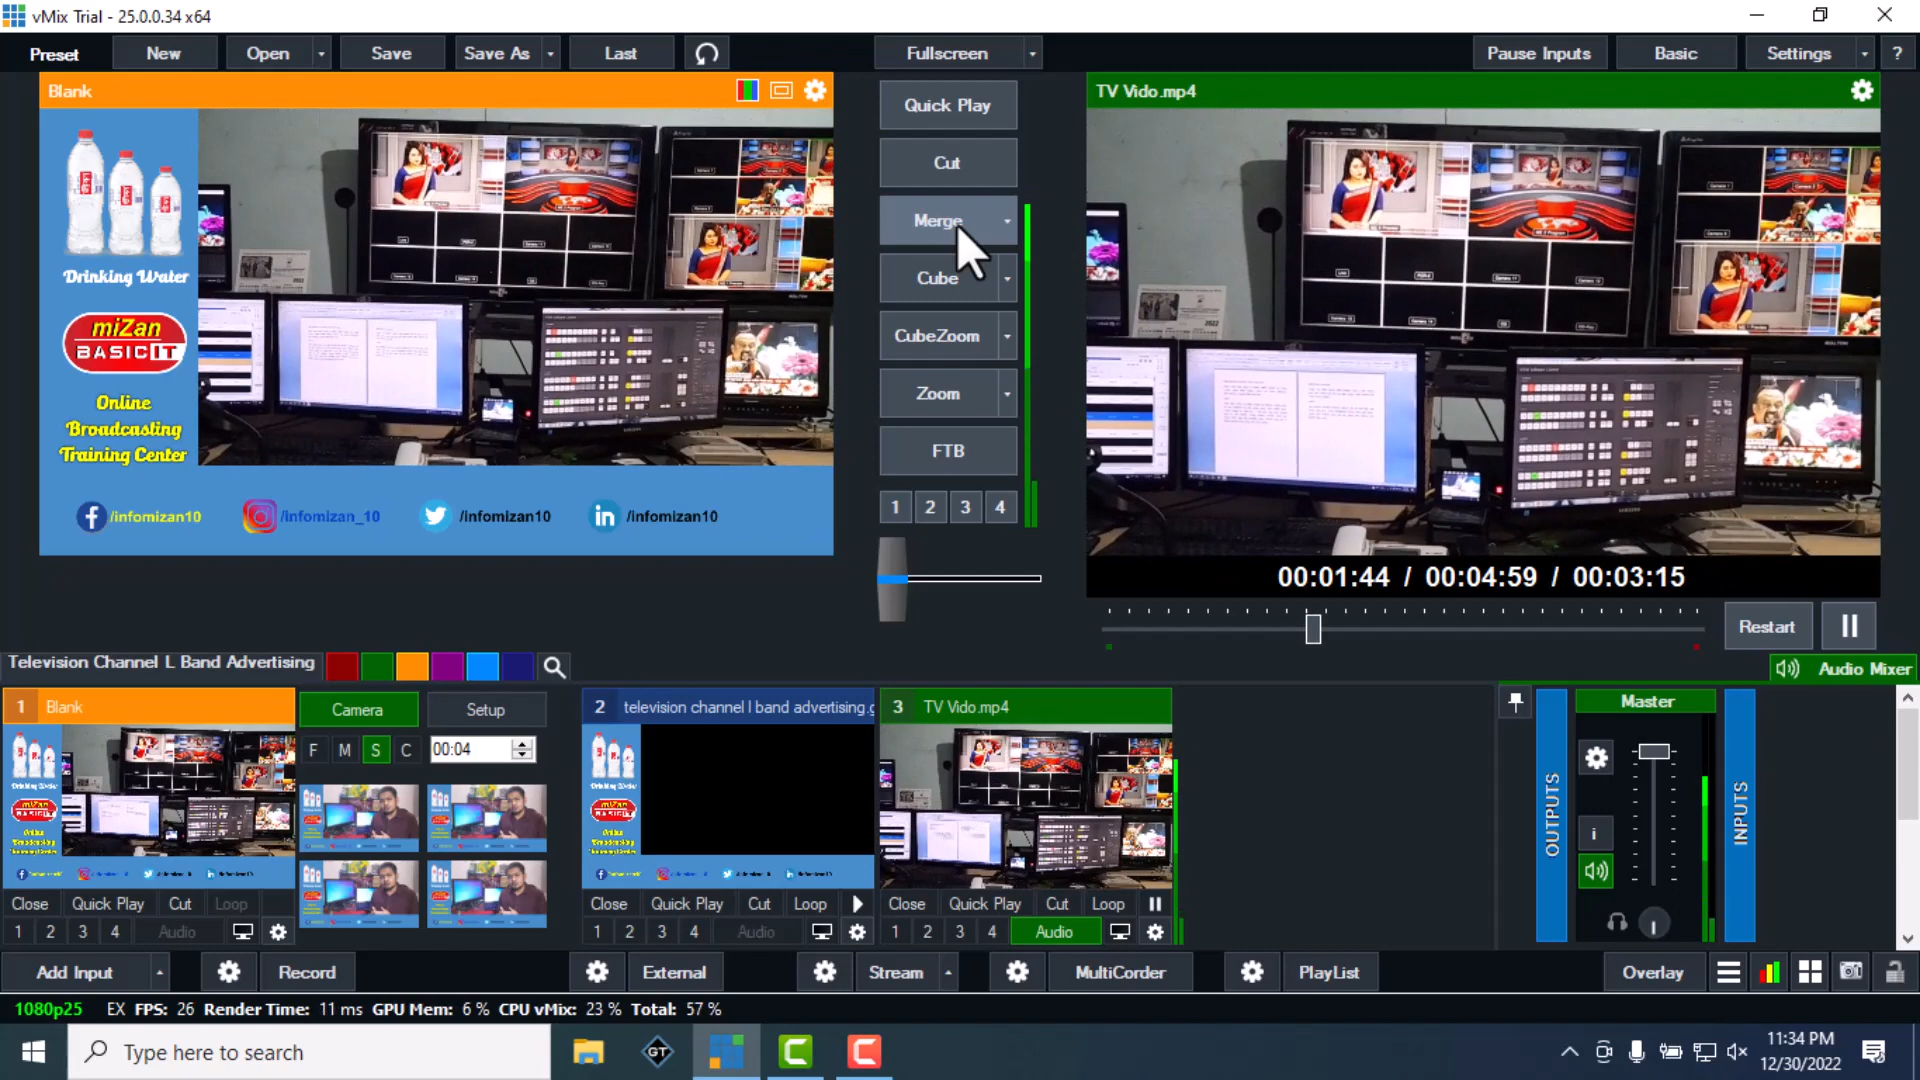 vMix Trial - 25.0.0.34 x64
Preset
New
Open
Save
Save As
Last
Fullscreen
Pause Inputs
Basic
Settings
?
Blank
Drinking Water
miZan
BASIC IT
Online
Broadcasting
Training Center
/infomizan10
/infomizan_10
/infomizan10
/infomizan10
Quick Play
Cut
Merge
Cube
CubeZoom
Zoom
FTB
1 2 3 4
TV Vido.mp4
00:01:44 / 00:04:59 / 00:03:15
Restart
Television Channel L Band Advertising
Audio Mixer
1 Blank
Camera
Setup
F M S C
00:04
Close Quick Play Cut Loop
1 2 3 4 Audio
2 television channel l band advertising.g
Close Quick Play Cut Loop
1 2 3 4 Audio
3 TV Vido.mp4
Close Quick Play Cut Loop
1 2 3 4 Audio
OUTPUTS
Master
i
INPUTS
Add Input
Record
External
Stream
MultiCorder
PlayList
Overlay
1080p25 EX FPS: 26 Render Time: 11 ms GPU Mem: 6 % CPU vMix: 23 % Total: 57 %
Type here to search
GT
11:34 PM
12/30/2022